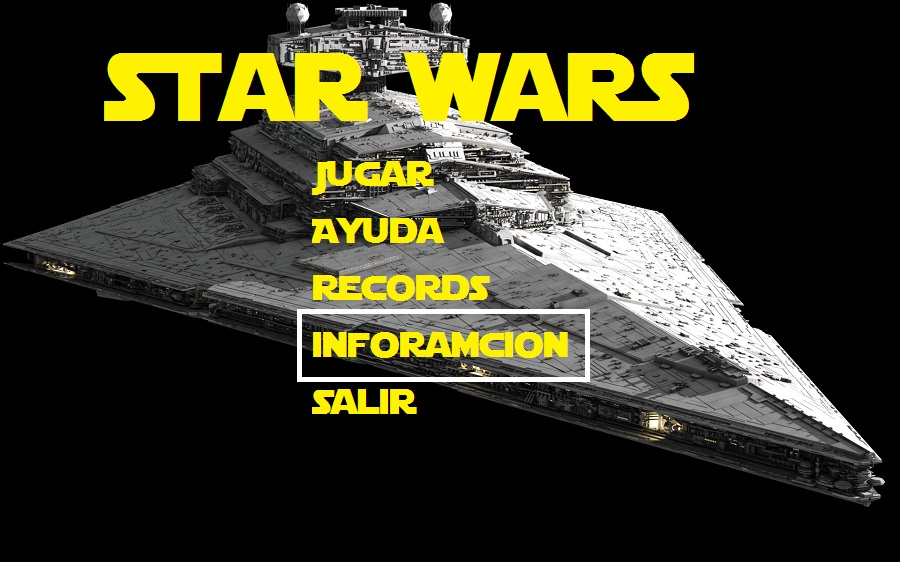 STAR WARS
JUGAR
AYUDA
RECORDS
INFORAMCION
SALIR